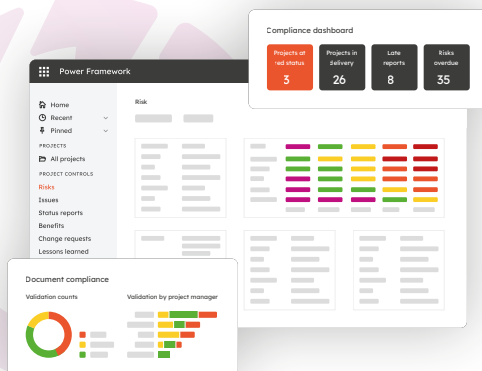 Compliance dashboard
Projects at
red status
3
Projects in
delivery
26
Late
reports
8
Risks
overdue
35
Power Framework
Home
Recent
Pinned
PROJECTS
All projects
PROJECT CONTROLS
Risks
Issues
Status reports
Benefits
Change requests
Lessons learned
Risk
Document compliance
Validation counts
Validation by project manager